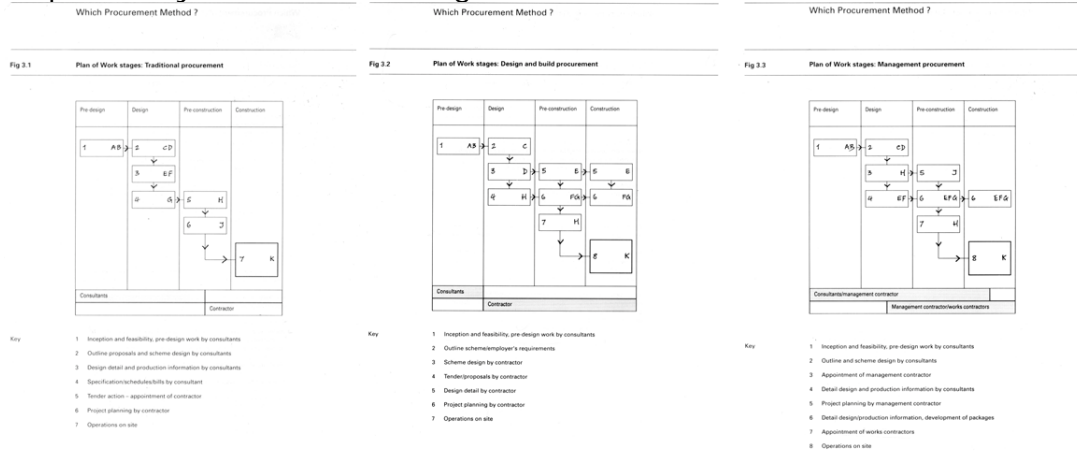 Which Procurement Method ?
Fig 3.1 Plan of Work stages: Traditional procurement
Pre-design Design Pre-construction Construction
1 AB 2 CD
3 EF
4 G 5 H
6 J
7 K
Consultants
Contractor
Key 1 Inception and feasibility, pre-design work by consultants
2 Outline proposals and scheme design by consultants
3 Design detail and production information by consultants
4 Specification/schedules/bills by consultant
5 Tender action - appointment of contractor
6 Project planning by contractor
7 Operations on site
Which Procurement Method ?
Fig 3.2 Plan of Work stages: Design and build procurement
Pre-design Design Pre-construction Construction
1 AB 2 C
3 D 5 E 5 E
4 H 6 FG 6 FG
7 H
8 K
Consultants
Contractor
Key 1 Inception and feasibility, pre-design work by consultants
2 Outline scheme/employer's requirements
3 Scheme design by contractor
4 Tender/proposals by contractor
5 Design detail by contractor
6 Project planning by contractor
7 Operations on site
Which Procurement Method ?
Fig 3.3 Plan of Work stages: Management procurement
Pre-design Design Pre-construction Construction
1 AB 2 CD
3 H 5 J
4 EF 6 EFG 6 EFG
7 H
8 K
Consultants/management contractor
Management contractor/works contractors
Key 1 Inception and feasibility, pre-design work by consultants
2 Outline and scheme design by consultants
3 Appointment of management contractor
4 Detail design and production information by consultants
5 Project planning by management contractor
6 Detail design/production information, development of packages
7 Appointment of works contractors
8 Operations on site